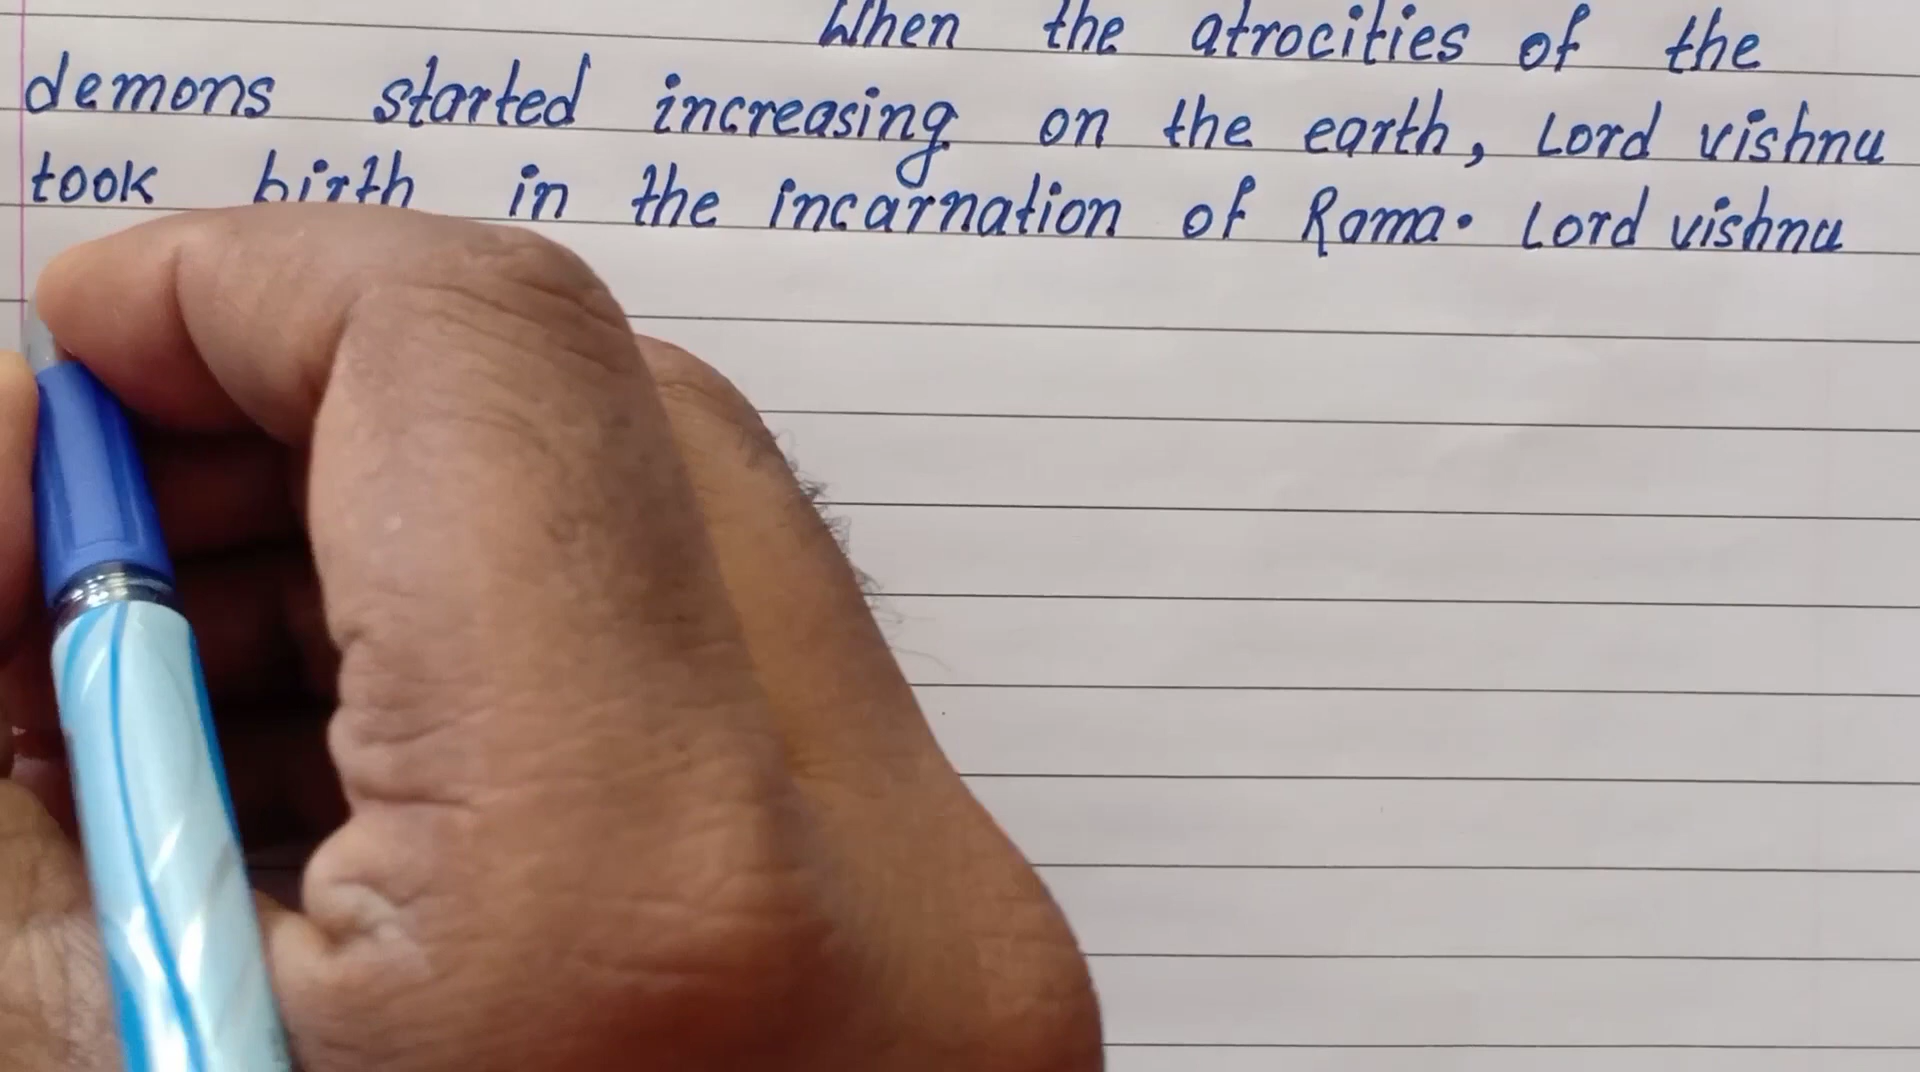 When the atrocities of the
demons started increasing on the earth, Lord vishnu
took birth in the incarnation of Rama. Lord vishnu